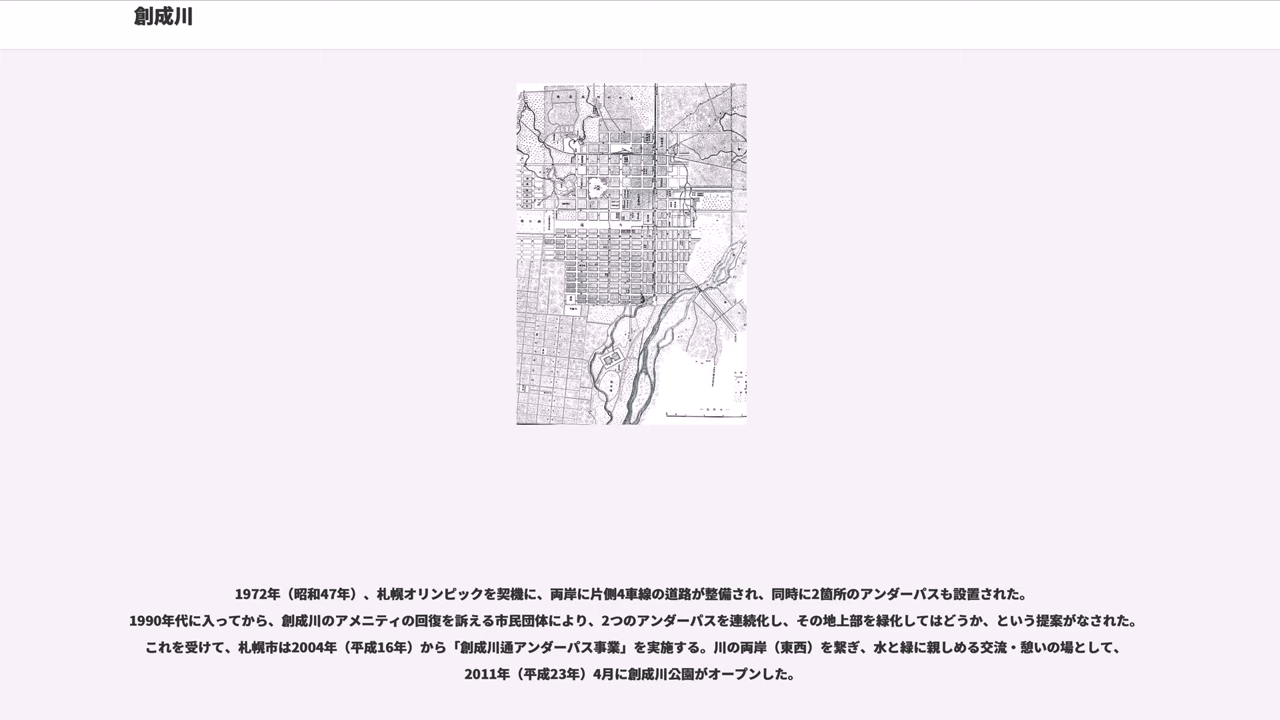 創成川
1972年（昭和47年）、札幌オリンピックを契機に、両岸に片側4車線の道路が整備され、同時に2箇所のアンダーパスも設置された。
1990年代に入ってから、創成川のアメニティの回復を訴える市民団体により、2つのアンダーパスを連続化し、その地上部を緑化してはどうか、という提案がなされた。
これを受けて、札幌市は2004年（平成16年）から「創成川通アンダーパス事業」を実施する。川の両岸（東西）を繋ぎ、水と緑に親しめる交流・憩いの場として、
2011年（平成23年）4月に創成川公園がオープンした。